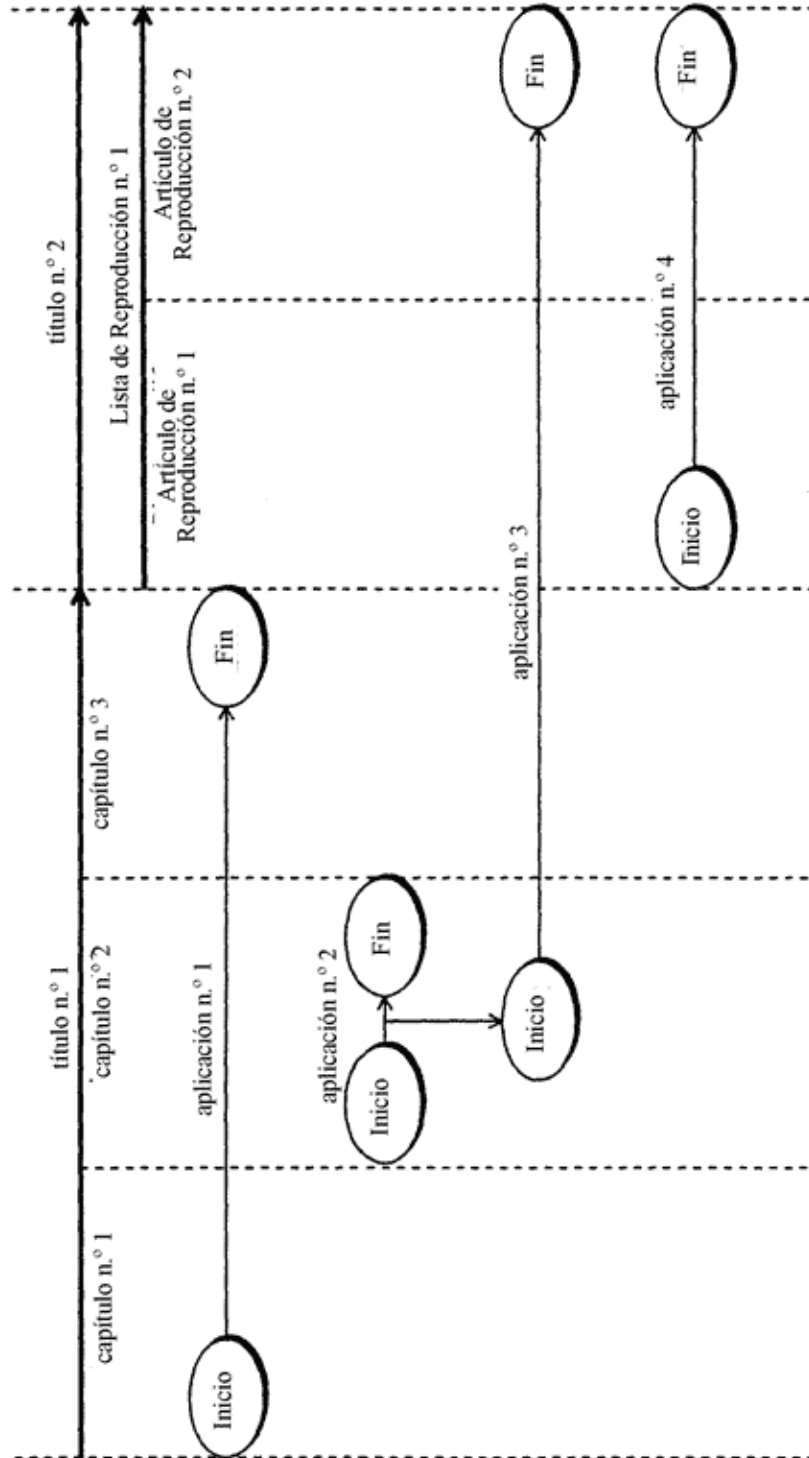 título n.º 1
título n.º 2
capítulo n.º 1
capítulo n.º 2
capítulo n.º 3
Lista de Reproducción n.º 1
Artículo de
Reproducción n.º 1
Artículo de
Reproducción n.º 2
Inicio
aplicación n.º 1
Fin
aplicación n.º 2
Inicio
Fin
Inicio
aplicación n.º 3
Fin
Inicio
aplicación n.º 4
Fin